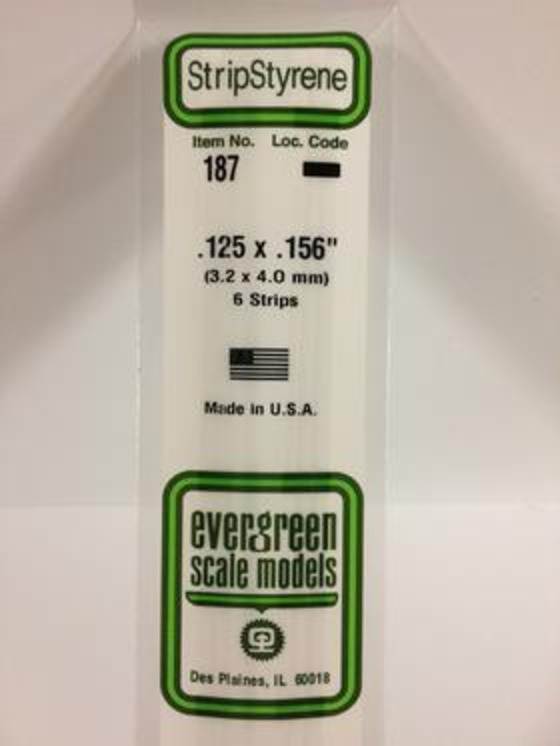 StripStyrene
Item No. Loc. Code
187
.125 x .156"
(3.2 x 4.0 mm)
6 Strips
Made in U.S.A.
evergreen
scale models
Des Plaines, IL 60018